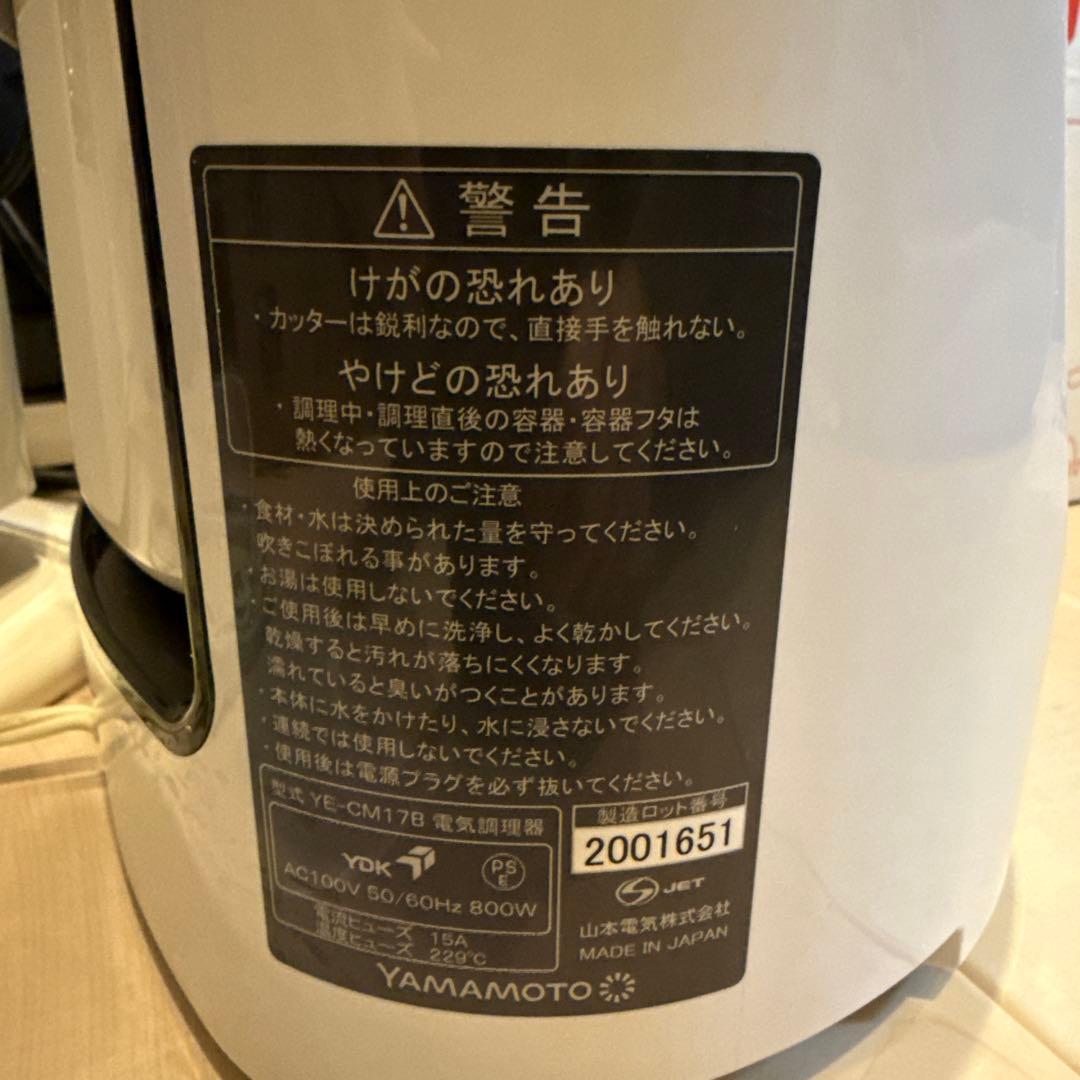 警告
けがの恐れあり
・カッターは鋭利なので、直接手を触れない。
やけどの恐れあり
・調理中・調理直後の容器・容器フタは
熱くなっていますので注意してください。
使用上のご注意
・食材・水は決められた量を守ってください。
吹きこぼれる事があります。
・お湯は使用しないでください。
・ご使用後は早めに洗浄し、よく乾かしてください。
乾燥すると汚れが落ちにくくなります。
濡れていると臭いがつくことがあります。
・本体に水をかけたり、水に浸さないでください。
・連続では使用しないでください。
・使用後は電源プラグを必ず抜いてください。
型式 YE-CM17B 電気調理器
YDK
PS
E
AC100V 50/60Hz 800W
電流ヒューズ 15A
温度ヒューズ 229℃
製造ロット番号
2001651
JET
山本電気株式会社
MADE IN JAPAN
YAMAMOTO